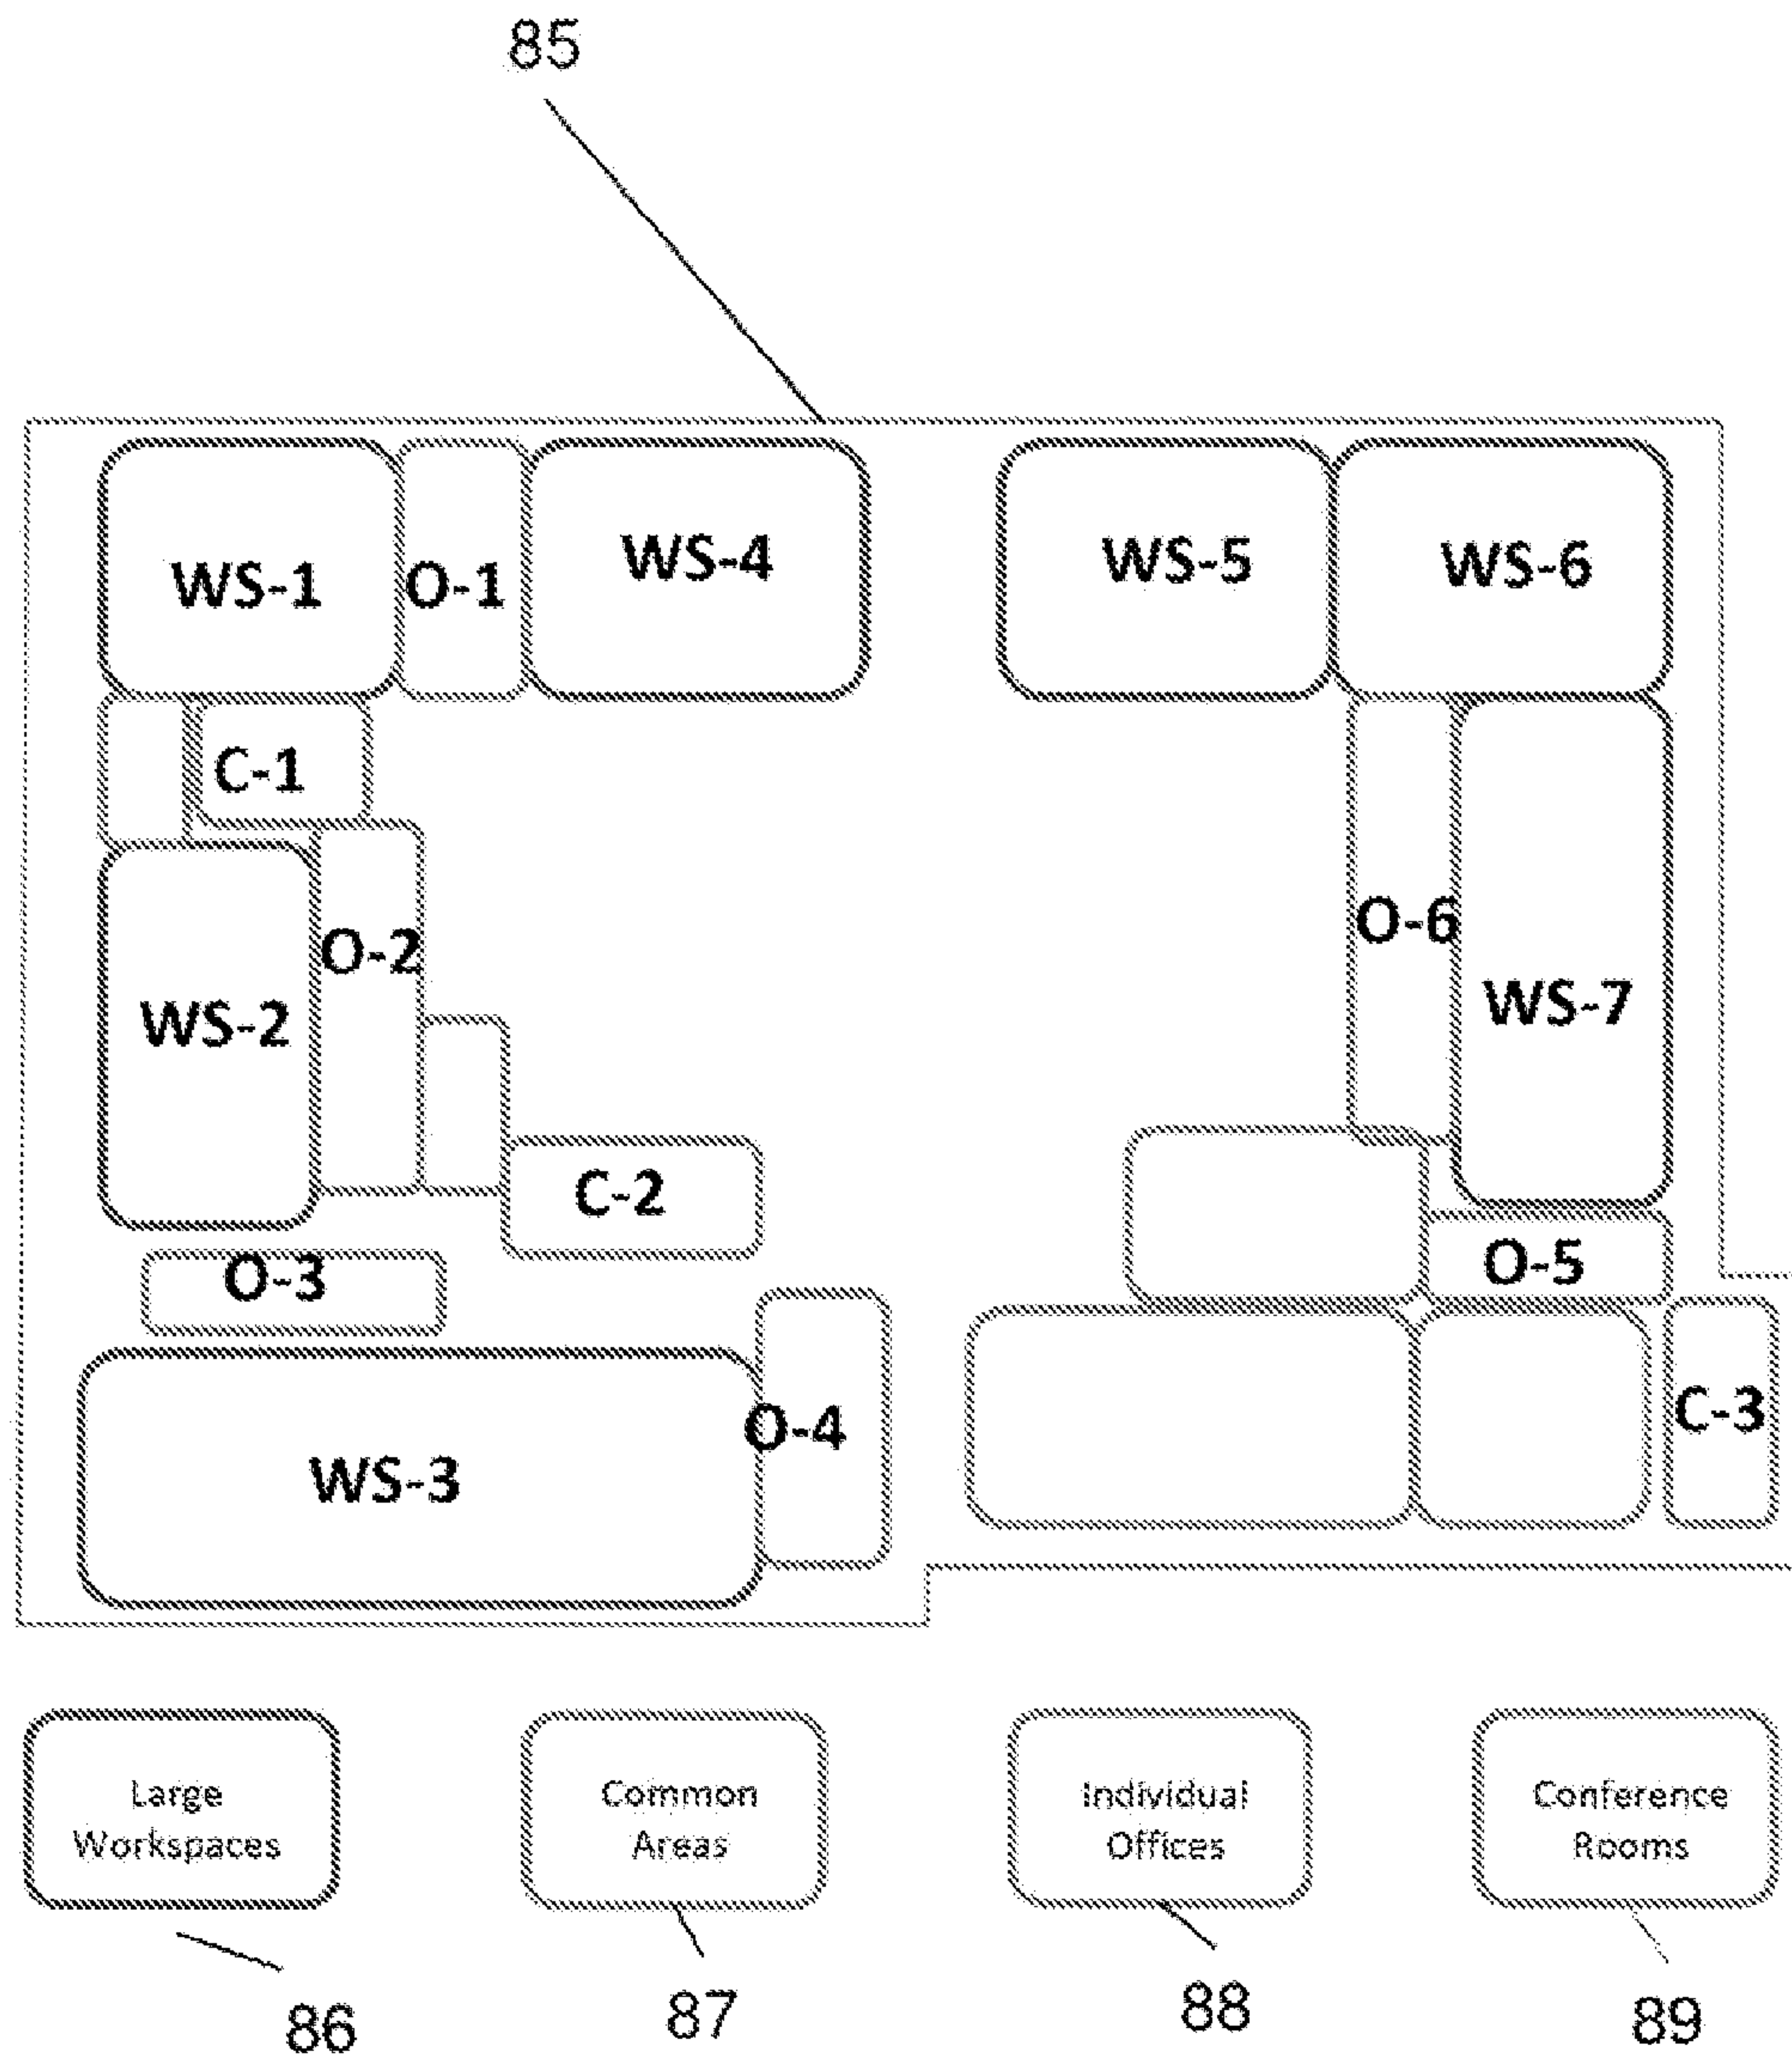 85
WS-1
O-1
WS-4
WS-5
WS-6
C-1
O-2
O-6
WS-2
WS-7
C-2
O-3
O-5
O-4
C-3
WS-3
Large
Workspaces
Common
Areas
Individual
Offices
Conference
Rooms
86
87
88
89